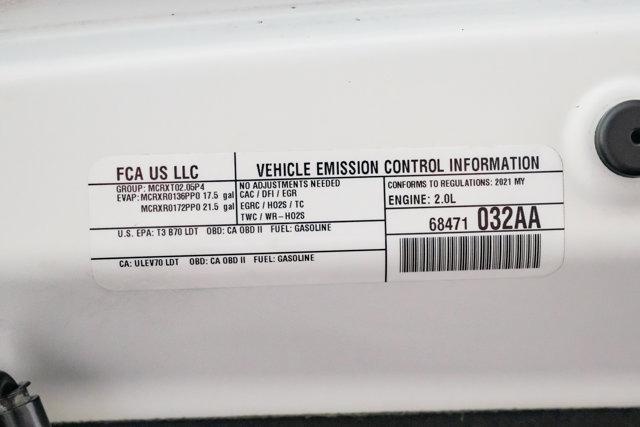 FCA US LLC
GROUP: MCRXT02.05P4
EVAP: MCRXR0136PP0 17.5 gal
MCRXR0172PP0 21.5 gal
VEHICLE EMISSION CONTROL INFORMATION
NO ADJUSTMENTS NEEDED
CAC / DFI / EGR
EGRC / HO2S / TC
TWC / WR-HO2S
CONFORMS TO REGULATIONS: 2021 MY
ENGINE: 2.0L
68471 032AA
U.S. EPA: T3 B70 LDT OBD: CA OBD II FUEL: GASOLINE
CA: ULEV70 LDT OBD: CA OBD II FUEL: GASOLINE